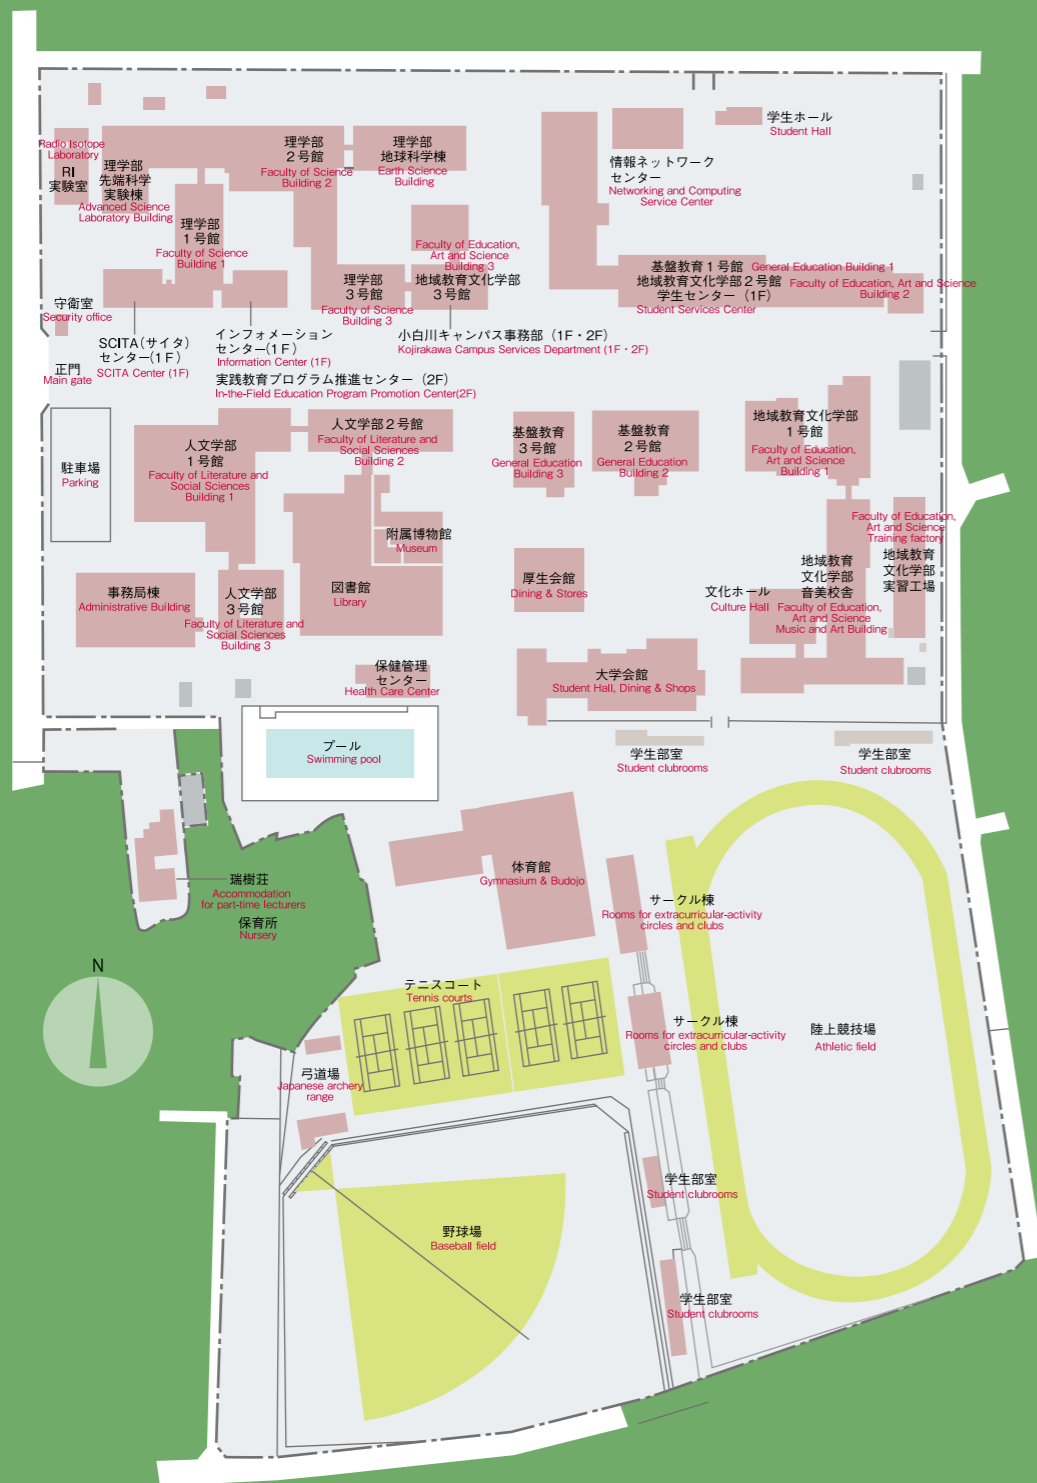 学生ホール
Student Hall
情報ネットワーク
センター
Networking and Computing
Service Center
理学部
2号館
Faculty of Science
Building 2
理学部
地球科学棟
Earth Science
Building
Radio Isotope
Laboratory
RI
実験室
理学部
先端科学
実験棟
Advanced Science
Laboratory Building
理学部
1号館
Faculty of Science
Building 1
Faculty of Education,
Art and Science
Building 3
地域教育文化学部
3号館
理学部
3号館
Faculty of Science
Building 3
基盤教育1号館 General Education Building 1
地域教育文化学部2号館 Faculty of Education, Art and Science
Building 2
学生センター(1F)
Student Services Center
守衛室
Security office
SCITA(サイタ)
センター(1F)
SCITA Center (1F)
インフォメーション
センター(1F)
Information Center (1F)
小白川キャンパス事務部(1F・2F)
Kojirakawa Campus Services Department (1F・2F)
正門
Main gate
実践教育プログラム推進センター(2F)
In-the-Field Education Program Promotion Center(2F)
駐車場
Parking
人文学部
1号館
Faculty of Literature and
Social Sciences
Building 1
人文学部2号館
Faculty of Literature and
Social Sciences
Building 2
基盤教育
3号館
General Education
Building 3
基盤教育
2号館
General Education
Building 2
地域教育文化学部
1号館
Faculty of Education,
Art and Science
Building 1
附属博物館
Museum
Faculty of Education,
Art and Science
Training factory
地域教育
文化学部
実習工場
事務局棟
Administrative Building
人文学部
3号館
Faculty of Literature and
Social Sciences
Building 3
図書館
Library
厚生会館
Dining & Stores
文化ホール
Culture Hall
地域教育
文化学部
音美校舎
Faculty of Education,
Art and Science
Music and Art Building
保健管理
センター
Health Care Center
大学会館
Student Hall, Dining & Shops
プール
Swimming pool
学生部室
Student clubrooms
学生部室
Student clubrooms
瑞樹荘
Accommodation
for part-time lecturers
保育所
Nursery
体育館
Gymnasium & Budojo
サークル棟
Rooms for extracurricular-activity
circles and clubs
N
テニスコート
Tennis courts
サークル棟
Rooms for extracurricular-activity
circles and clubs
陸上競技場
Athletic field
弓道場
Japanese archery
range
学生部室
Student clubrooms
野球場
Baseball field
学生部室
Student clubrooms